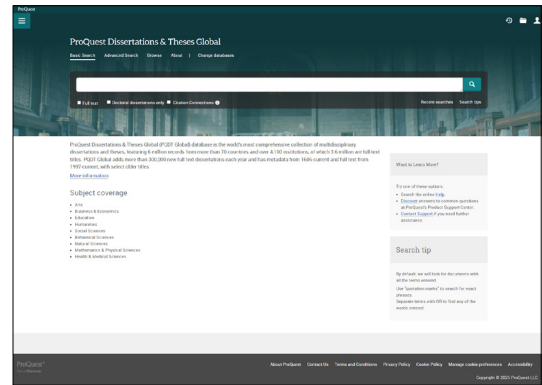 ProQuest
ProQuest Dissertations & Theses Global
Basic Search Advanced Search Browse About | Change databases
Full text Doctoral dissertations only Citation Connections
Recent searches Search tips
ProQuest Dissertations & Theses Global (PQDT Global) database is the world's most comprehensive collection of multidisciplinary
dissertations and theses, featuring 6 million records from more than 70 countries and over 4,100 institutions, of which 3.6 million are full text
titles. PQDT Global adds more than 300,000 new full text dissertations each year and has metadata from 1606-current and full text from
1997-current, with select older titles.
More information
Subject coverage
• Arts
• Business & Economics
• Education
• Humanities
• Social Sciences
• Behavioral Sciences
• Natural Sciences
• Mathematics & Physical Sciences
• Health & Medical Sciences
Want to Learn More?
Try one of these options:
• Search the online Help.
• Discover answers to common questions
at ProQuest's Product Support Center.
• Contact Support if you need further
assistance.
Search tip
By default, we will look for documents with
all the terms entered.
Use "quotation marks" to search for exact
phrases.
Separate terms with OR to find any of the
words entered.
ProQuest
About ProQuest Contact Us Terms and Conditions Privacy Policy Cookie Policy Manage cookie preferences Accessibility
Copyright © 2025 ProQuest LLC